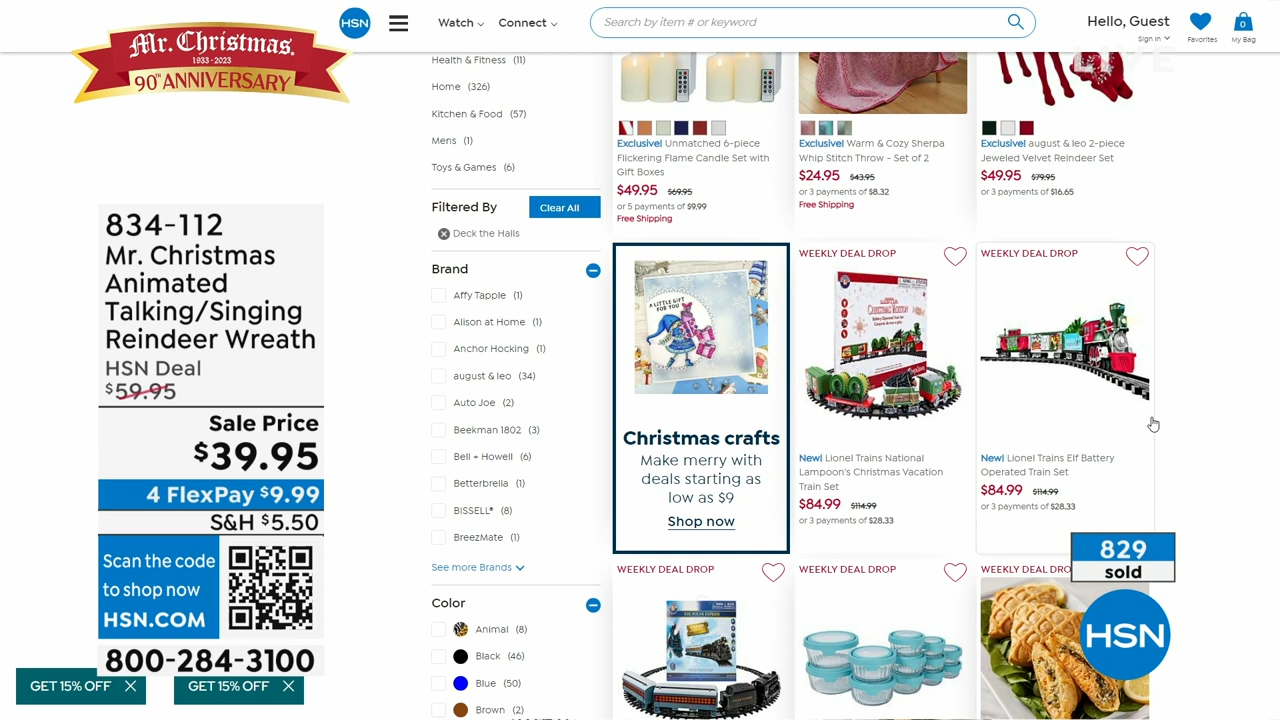 Mr. Christmas.
1933-2023
90TH ANNIVERSARY
HSN
Watch
Connect
Search by item # or keyword
Hello, Guest
Sign in
Favorites
0
My Bag
LIVE
834-112
Mr. Christmas
Animated
Talking/Singing
Reindeer Wreath
HSN Deal
$59.95
Sale Price
$39.95
4 FlexPay $9.99
S&H $5.50
Scan the code
to shop now
HSN.COM
800-284-3100
GET 15% OFF
GET 15% OFF
Health & Fitness (11)
Home (326)
Kitchen & Food (57)
Mens (1)
Toys & Games (6)
Filtered By
Clear All
Deck the Halls
Brand
Affy Tapple (1)
Alison at Home (1)
Anchor Hocking (1)
august & leo (34)
Auto Joe (2)
Beekman 1802 (3)
Bell + Howell (6)
Betterbrella (1)
BISSELL® (8)
BreezMate (1)
See more Brands
Color
Animal (8)
Black (46)
Blue (50)
Brown (2)
Exclusive! Unmatched 6-piece
Flickering Flame Candle Set with
Gift Boxes
$49.95 $69.95
or 5 payments of $9.99
Free Shipping
Exclusive! Warm & Cozy Sherpa
Whip Stitch Throw - Set of 2
$24.95 $43.95
or 3 payments of $8.32
Free Shipping
Exclusive! august & leo 2-piece
Jeweled Velvet Reindeer Set
$49.95 $79.95
or 3 payments of $16.65
A LITTLE GIFT
FOR YOU
Christmas crafts
Make merry with
deals starting as
low as $9
Shop now
WEEKLY DEAL DROP
CHRISTMAS VACATION
New! Lionel Trains National
Lampoon's Christmas Vacation
Train Set
$84.99 $114.99
or 3 payments of $28.33
WEEKLY DEAL DROP
New! Lionel Trains Elf Battery
Operated Train Set
$84.99 $114.99
or 3 payments of $28.33
WEEKLY DEAL DROP
THE POLAR EXPRESS
WEEKLY DEAL DROP
WEEKLY DEAL DRO
829
sold
HSN